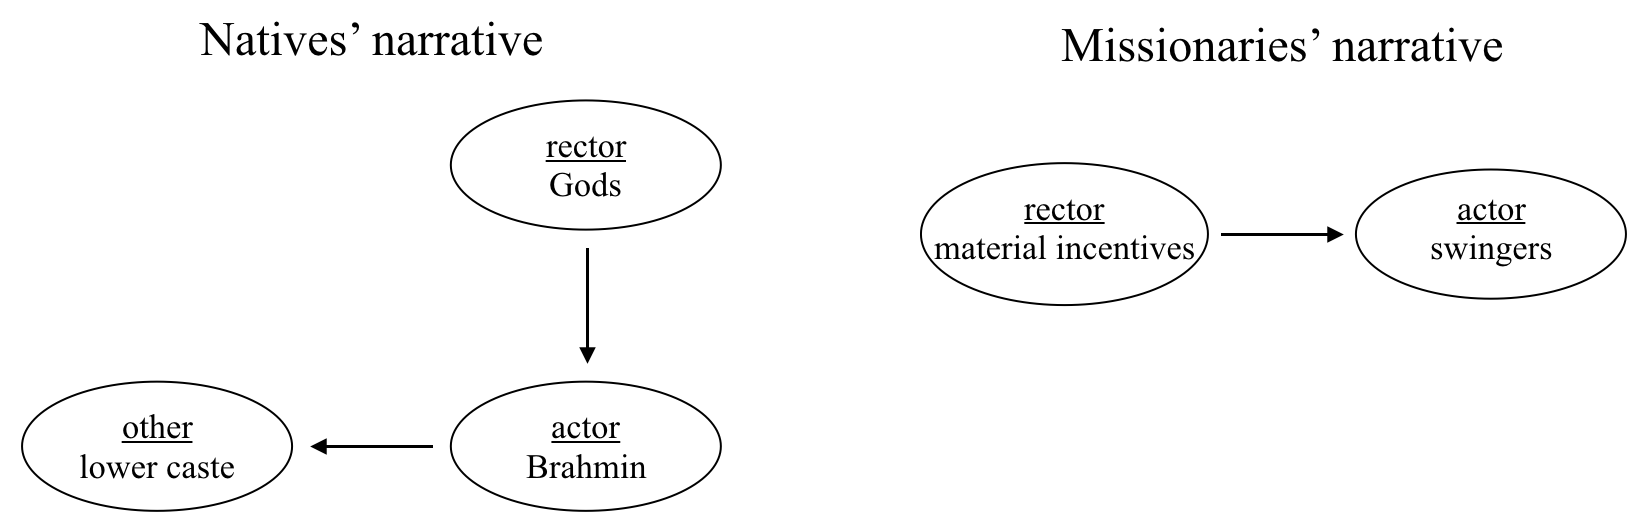 Natives’ narrative
rector
Gods
other
lower caste
actor
Brahmin
Missionaries’ narrative
rector
material incentives
actor
swingers